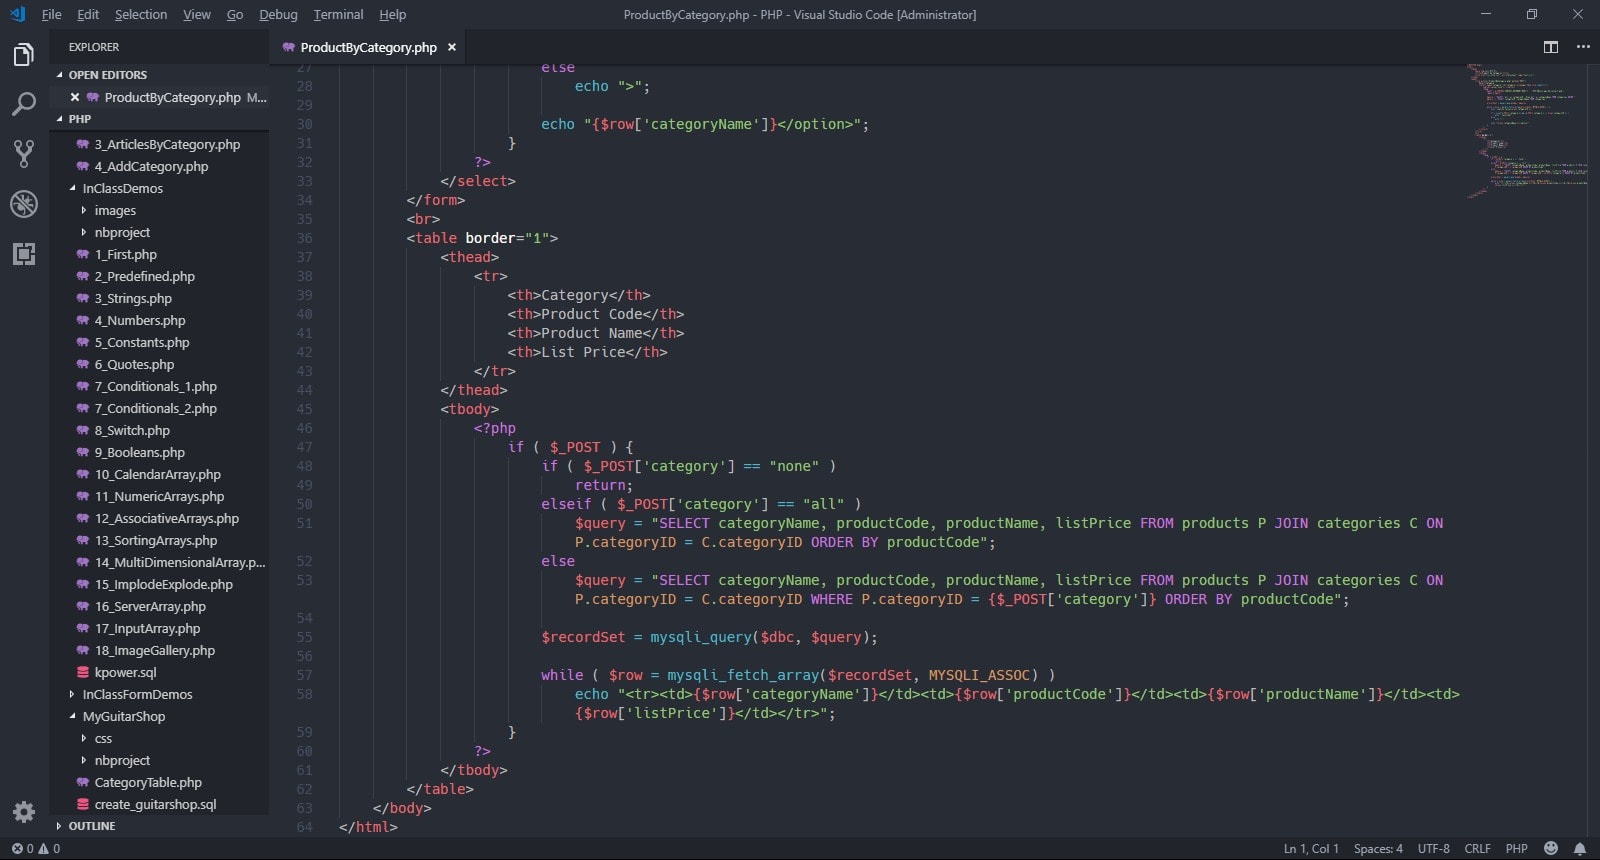 File Edit Selection View Go Debug Terminal Help
ProductByCategory.php - PHP - Visual Studio Code [Administrator]
EXPLORER
OPEN EDITORS
ProductByCategory.php M...
PHP
3_ArticlesByCategory.php
4_AddCategory.php
InClassDemos
images
nbproject
1_First.php
2_Predefined.php
3_Strings.php
4_Numbers.php
5_Constants.php
6_Quotes.php
7_Conditionals_1.php
7_Conditionals_2.php
8_Switch.php
9_Booleans.php
10_CalendarArray.php
11_NumericArrays.php
12_AssociativeArrays.php
13_SortingArrays.php
14_MultiDimensionalArray.p...
15_ImplodeExplode.php
16_ServerArray.php
17_InputArray.php
18_ImageGallery.php
kpower.sql
InClassFormDemos
MyGuitarShop
css
nbproject
CategoryTable.php
create_guitarshop.sql
OUTLINE
ProductByCategory.php
27 else
28 echo ">";
29
30 echo "{$row['categoryName']}</option>";
31 }
32 ?>
33 </select>
34 </form>
35 <br>
36 <table border="1">
37 <thead>
38 <tr>
39 <th>Category</th>
40 <th>Product Code</th>
41 <th>Product Name</th>
42 <th>List Price</th>
43 </tr>
44 </thead>
45 <tbody>
46 <?php
47 if ( $_POST ) {
48 if ( $_POST['category'] == "none" )
49 return;
50 elseif ( $_POST['category'] == "all" )
51 $query = "SELECT categoryName, productCode, productName, listPrice FROM products P JOIN categories C ON
P.categoryID = C.categoryID ORDER BY productCode";
52 else
53 $query = "SELECT categoryName, productCode, productName, listPrice FROM products P JOIN categories C ON
P.categoryID = C.categoryID WHERE P.categoryID = {$_POST['category']} ORDER BY productCode";
54
55 $recordSet = mysqli_query($dbc, $query);
56
57 while ( $row = mysqli_fetch_array($recordSet, MYSQLI_ASSOC) )
58 echo "<tr><td>{$row['categoryName']}</td><td>{$row['productCode']}</td><td>{$row['productName']}</td><td>
{$row['listPrice']}</td></tr>";
59 }
60 ?>
61 </tbody>
62 </table>
63 </body>
64 </html>
0 0
Ln 1, Col 1 Spaces: 4 UTF-8 CRLF PHP